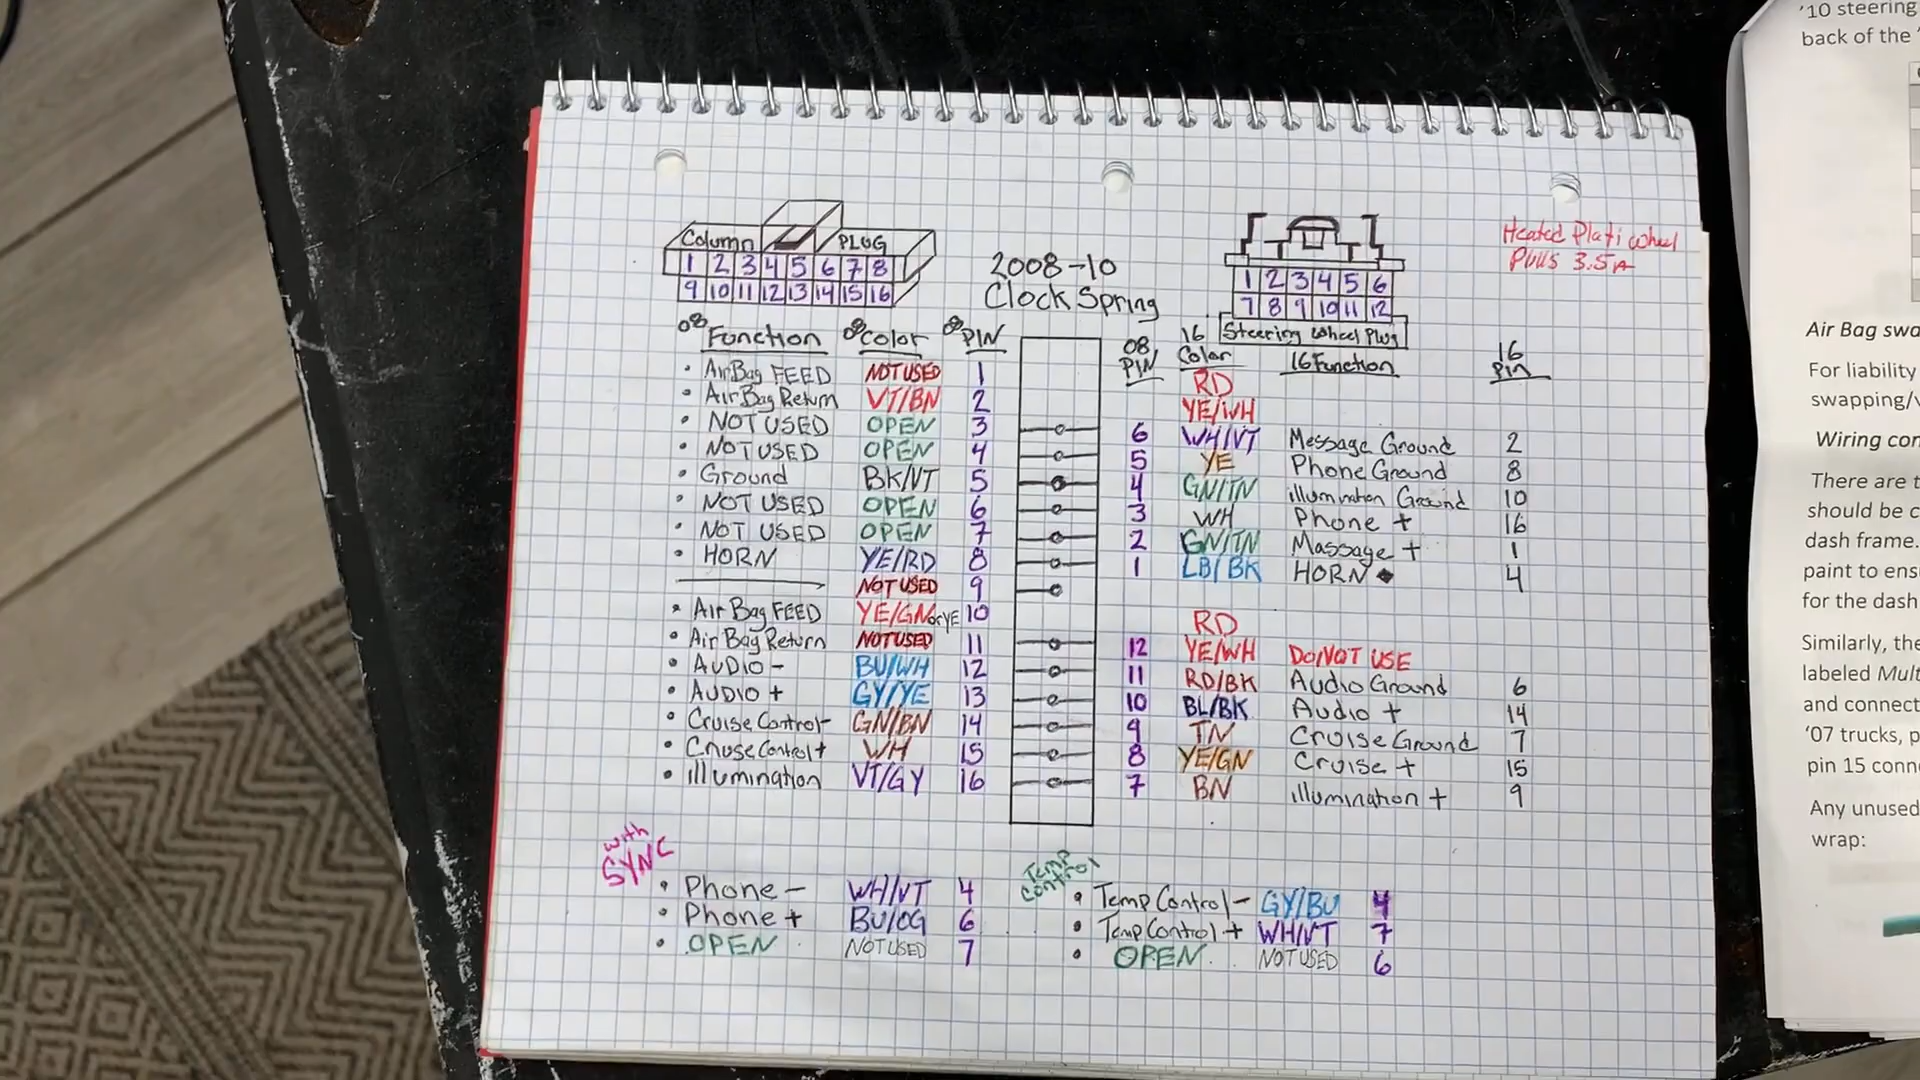 Column PLUG
1 2 3 4 5 6 7 8
9 10 11 12 13 14 15 16
2008-10
Clock Spring
1 2 3 4 5 6
7 8 9 10 11 12
Steering Wheel Plug
Heated Plati Wheel
Pulls 3.5A
08 Function 08 Color 08 PIN 08 PIN 16 Color 16 Function 16 Pin
• AirBag FEED NOT USED 1 RD
• Air Bag Return VT/BN 2 YE/WH
• NOT USED OPEN 3 6 WH/VT Message Ground 2
• NOT USED OPEN 4 5 YE Phone Ground 8
• Ground BK/VT 5 4 GN/TN illumination Ground 10
• NOT USED OPEN 6 3 WH Phone + 16
• NOT USED OPEN 7 2 GN/TN Massage + 1
• HORN YE/RD 8 1 LB/BK HORN 4
NOT USED 9
• Air Bag FEED YE/GN or YE 10 RD
• Air Bag Return NOT USED 11 12 YE/WH DO NOT USE
• AUDIO - BU/WH 12 11 RD/BK Audio Ground 6
• AUDIO + GY/YE 13 10 BL/BK Audio + 14
• Cruise Control - GN/BN 14 9 TN Cruise Ground 7
• Cruse Control + WH 15 8 YE/GN Cruise + 15
• Illumination VT/GY 16 7 BN illumination + 9
with SYNC
• Phone - WH/VT 4
• Phone + BU/OG 6
• OPEN NOT USED 7
Temp Control
• Temp Control - GY/BU 4
• Temp Control + WH/VT 7
• OPEN NOT USED 6
'10 steering
back of the
Air Bag swa
For liability
swapping/
Wiring con
There are t
should be c
dash frame.
paint to ens
for the dash
Similarly, the
labeled Mult
and connect
'07 trucks, p
pin 15 conn
Any unused
wrap: